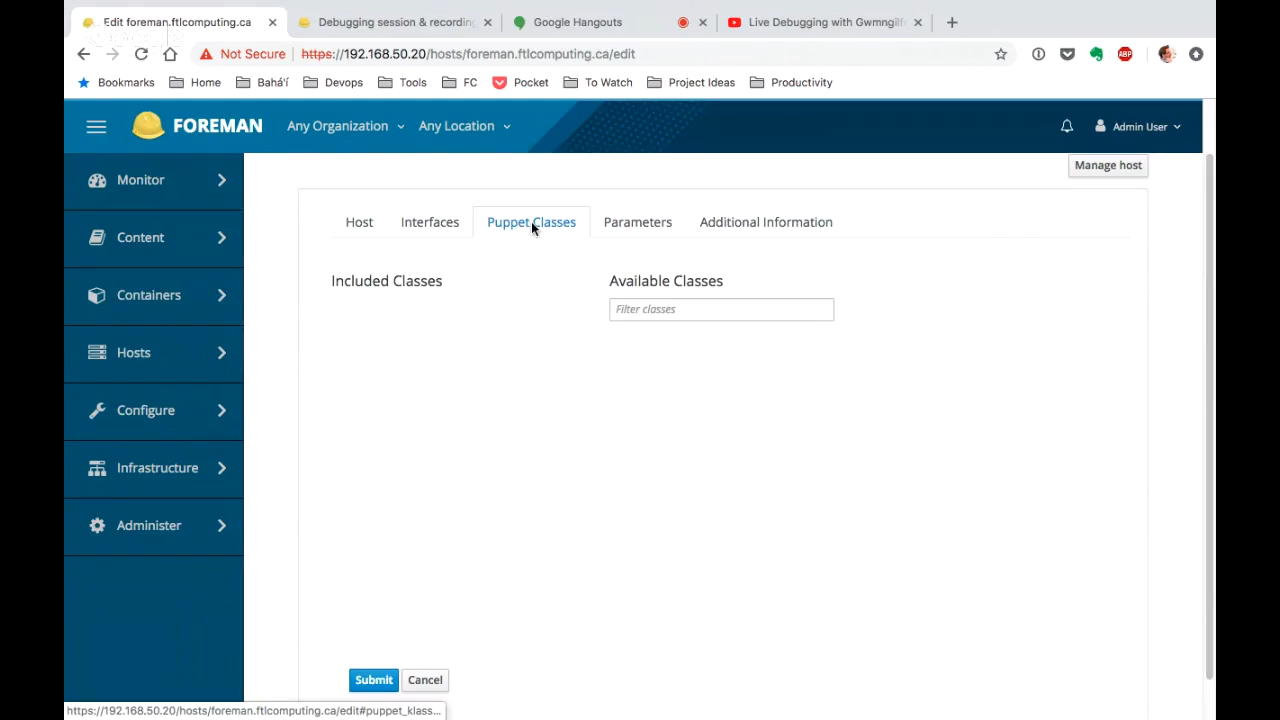 Edit foreman.ftlcomputing.ca
Debugging session & recording
Google Hangouts
Live Debugging with Gwmngilf
Not Secure https://192.168.50.20/hosts/foreman.ftlcomputing.ca/edit
ABP
Bookmarks Home Bahá'í Devops Tools FC Pocket To Watch Project Ideas Productivity
FOREMAN Any Organization Any Location Admin User
Manage host
Monitor
Content
Containers
Hosts
Configure
Infrastructure
Administer
Host Interfaces Puppet Classes Parameters Additional Information
Included Classes
Available Classes
Filter classes
Submit Cancel
https://192.168.50.20/hosts/foreman.ftlcomputing.ca/edit#puppet_klass...